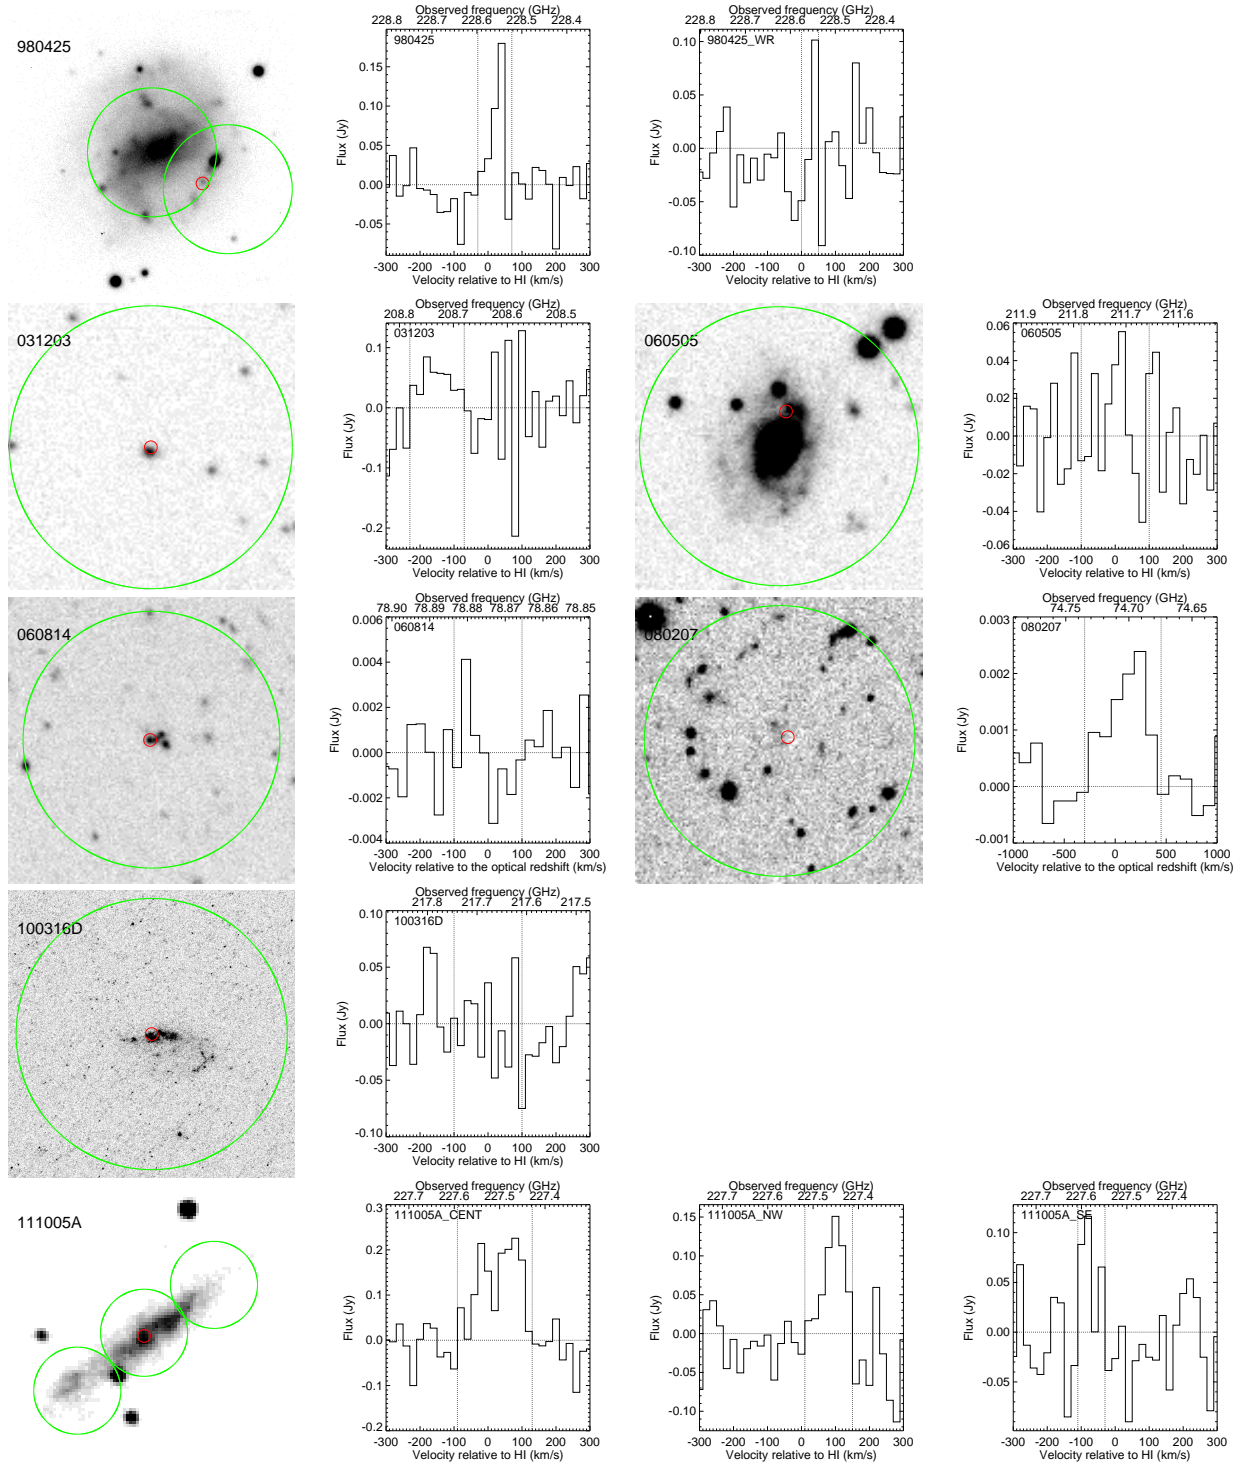 980425
Observed frequency (GHz)
228.8 228.7 228.6 228.5 228.4
980425
Flux (Jy)
0.15
0.10
0.05
0.00
-0.05
-300 -200 -100 0 100 200 300
Velocity relative to HI (km/s)
Observed frequency (GHz)
228.8 228.7 228.6 228.5 228.4
980425_WR
Flux (Jy)
0.10
0.05
0.00
-0.05
-0.10
-300 -200 -100 0 100 200 300
Velocity relative to HI (km/s)
031203
Observed frequency (GHz)
208.8 208.7 208.6 208.5
031203
Flux (Jy)
0.1
0.0
-0.1
-0.2
-300 -200 -100 0 100 200 300
Velocity relative to HI (km/s)
060505
Observed frequency (GHz)
211.9 211.8 211.7 211.6
060505
Flux (Jy)
0.06
0.04
0.02
0.00
-0.02
-0.04
-0.06
-300 -200 -100 0 100 200 300
Velocity relative to HI (km/s)
060814
Observed frequency (GHz)
78.90 78.89 78.88 78.87 78.86 78.85
060814
Flux (Jy)
0.006
0.004
0.002
0.000
-0.002
-0.004
-300 -200 -100 0 100 200 300
Velocity relative to the optical redshift (km/s)
080207
Observed frequency (GHz)
74.75 74.70 74.65
080207
Flux (Jy)
0.003
0.002
0.001
0.000
-0.001
-1000 -500 0 500 1000
Velocity relative to the optical redshift (km/s)
100316D
Observed frequency (GHz)
217.8 217.7 217.6 217.5
100316D
Flux (Jy)
0.10
0.05
0.00
-0.05
-0.10
-300 -200 -100 0 100 200 300
Velocity relative to HI (km/s)
111005A
Observed frequency (GHz)
227.7 227.6 227.5 227.4
111005A_CENT
Flux (Jy)
0.3
0.2
0.1
0.0
-0.1
-0.2
-300 -200 -100 0 100 200 300
Velocity relative to HI (km/s)
Observed frequency (GHz)
227.7 227.6 227.5 227.4
111005A_NW
Flux (Jy)
0.15
0.10
0.05
0.00
-0.05
-0.10
-300 -200 -100 0 100 200 300
Velocity relative to HI (km/s)
Observed frequency (GHz)
227.7 227.6 227.5 227.4
111005A_SE
Flux (Jy)
0.10
0.05
0.00
-0.05
-300 -200 -100 0 100 200 300
Velocity relative to HI (km/s)